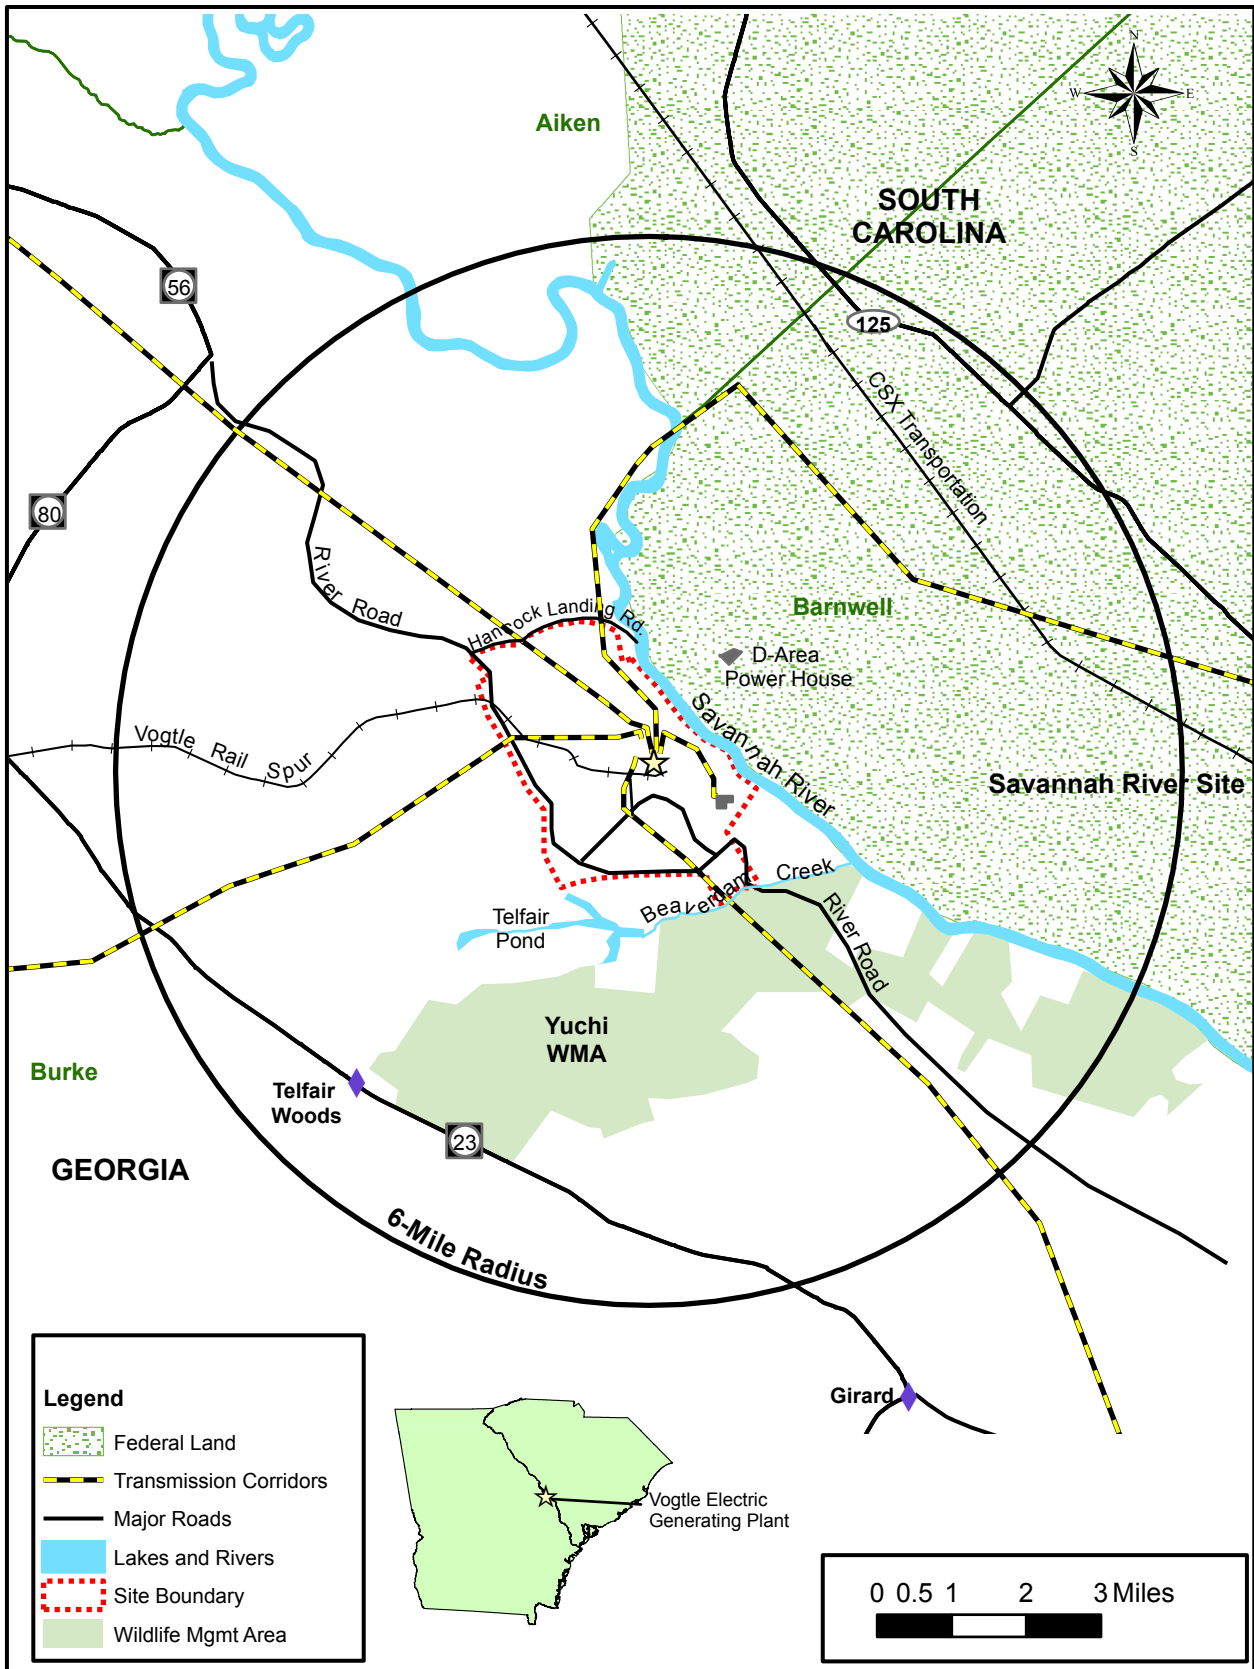 N
W
E
S
Aiken
SOUTH
CAROLINA
56
125
CSX Transportation
80
River Road
Hancock Landing Rd.
Barnwell
D-Area
Power House
Savannah River
Vogtle Rail Spur
Savannah River Site
Beaverdam Creek
Telfair
Pond
River Road
Yuchi
WMA
Burke
Telfair
Woods
23
GEORGIA
6-Mile Radius
Girard
Legend
Federal Land
Transmission Corridors
Major Roads
Lakes and Rivers
Site Boundary
Wildlife Mgmt Area
Vogtle Electric
Generating Plant
0 0.5 1 2 3 Miles